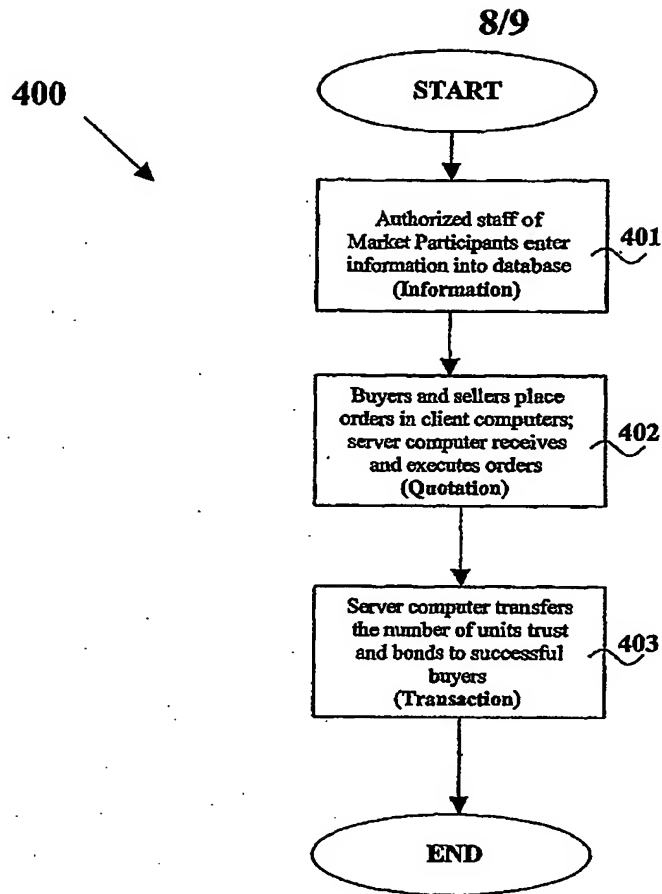 8/9
400
START
Authorized staff of
Market Participants enter
information into database
(Information)
401
Buyers and sellers place
orders in client computers;
server computer receives
and executes orders
(Quotation)
402
Server computer transfers
the number of units trust
and bonds to successful
buyers
(Transaction)
403
END